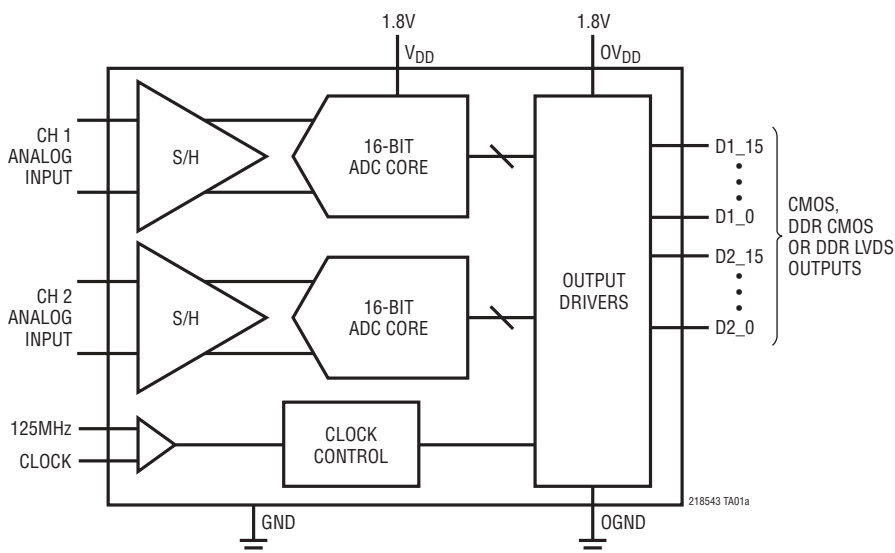 1.8V
1.8V
VDD
OVDD
CH 1
ANALOG
INPUT
S/H
16-BIT
ADC CORE
D1_15
D1_0
CH 2
ANALOG
INPUT
S/H
16-BIT
ADC CORE
OUTPUT
DRIVERS
D2_15
D2_0
CMOS,
DDR CMOS
OR DDR LVDS
OUTPUTS
125MHz
CLOCK
CLOCK
CONTROL
GND
OGND
218543 TA01a